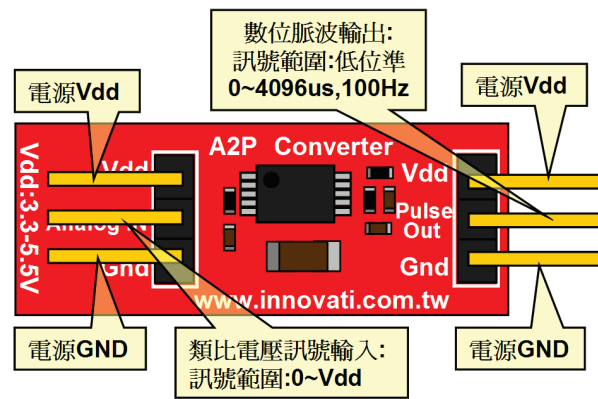 數位脈波輸出:
訊號範圍:低位準
0~4096us,100Hz
電源Vdd
電源Vdd
A2P Converter
Vdd:3.3-5.5V
Vdd
Vdd
Analog IN
Pulse
Out
Gnd
Gnd
www.innovati.com.tw
電源GND
類比電壓訊號輸入:
訊號範圍:0~Vdd
電源GND